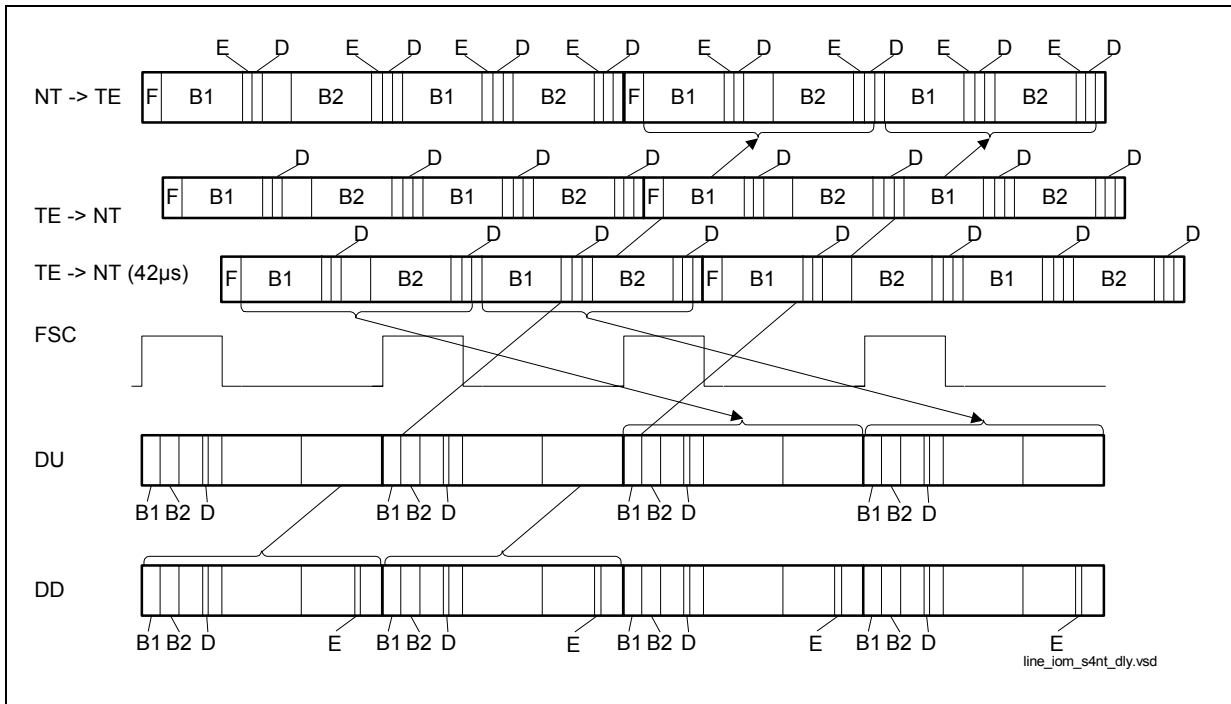 E D E D E D E D E D E D E D E D
NT -> TE F B1 B2 B1 B2 F B1 B2 B1 B2
D D D D D D D D
TE -> NT F B1 B2 B1 B2 F B1 B2 B1 B2
D D D D D D D D
TE -> NT (42µs) F B1 B2 B1 B2 F B1 B2 B1 B2
FSC
DU
B1 B2 D B1 B2 D B1 B2 D B1 B2 D
DD
B1 B2 D E B1 B2 D E B1 B2 D E B1 B2 D E
line_iom_s4nt_dly.vsd